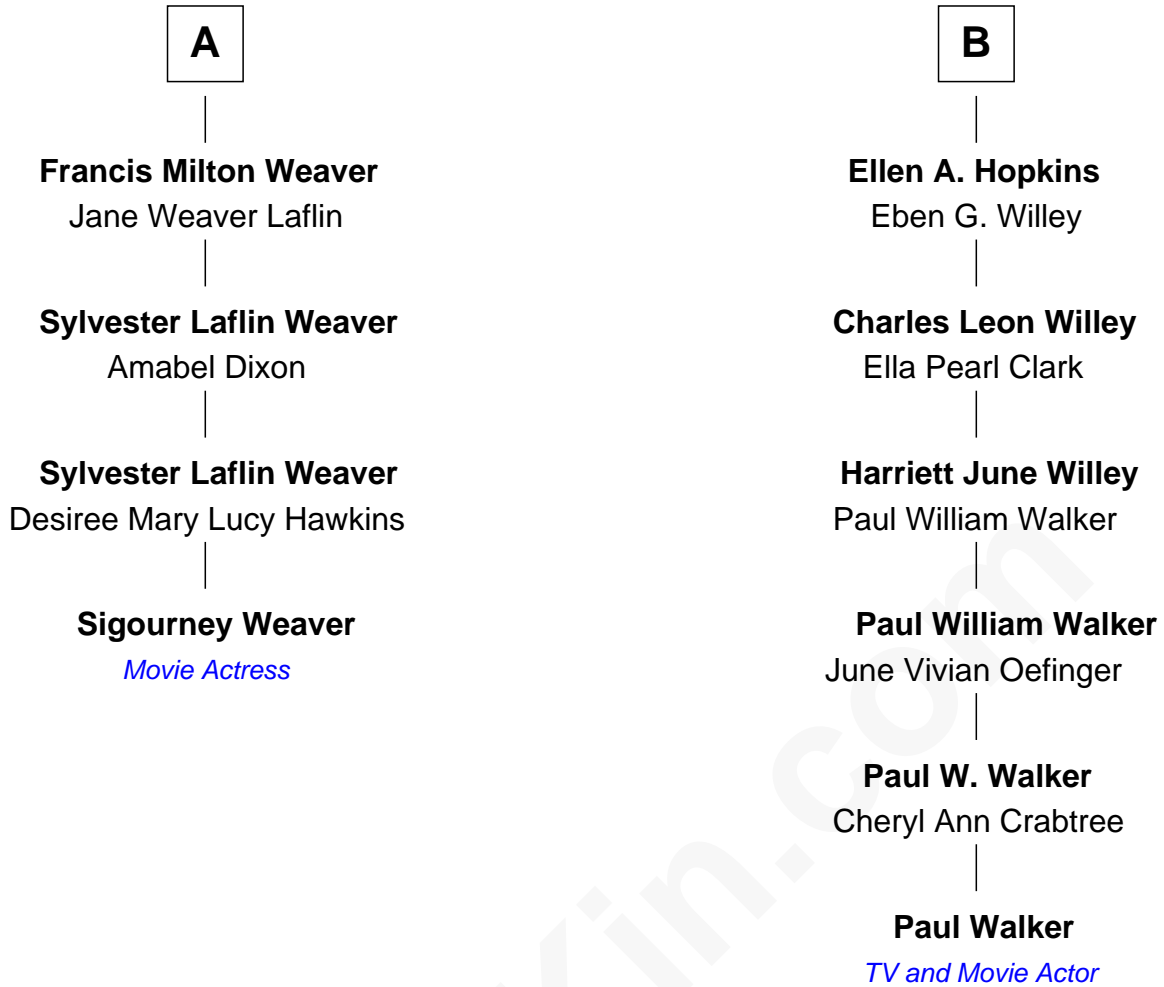 A
Francis Milton Weaver
Jane Weaver Laflin
Sylvester Laflin Weaver
Amabel Dixon
Sylvester Laflin Weaver
Desiree Mary Lucy Hawkins
Sigourney Weaver
Movie Actress
B
Ellen A. Hopkins
Eben G. Willey
Charles Leon Willey
Ella Pearl Clark
Harriett June Willey
Paul William Walker
Paul William Walker
June Vivian Oefinger
Paul W. Walker
Cheryl Ann Crabtree
Paul Walker
TV and Movie Actor